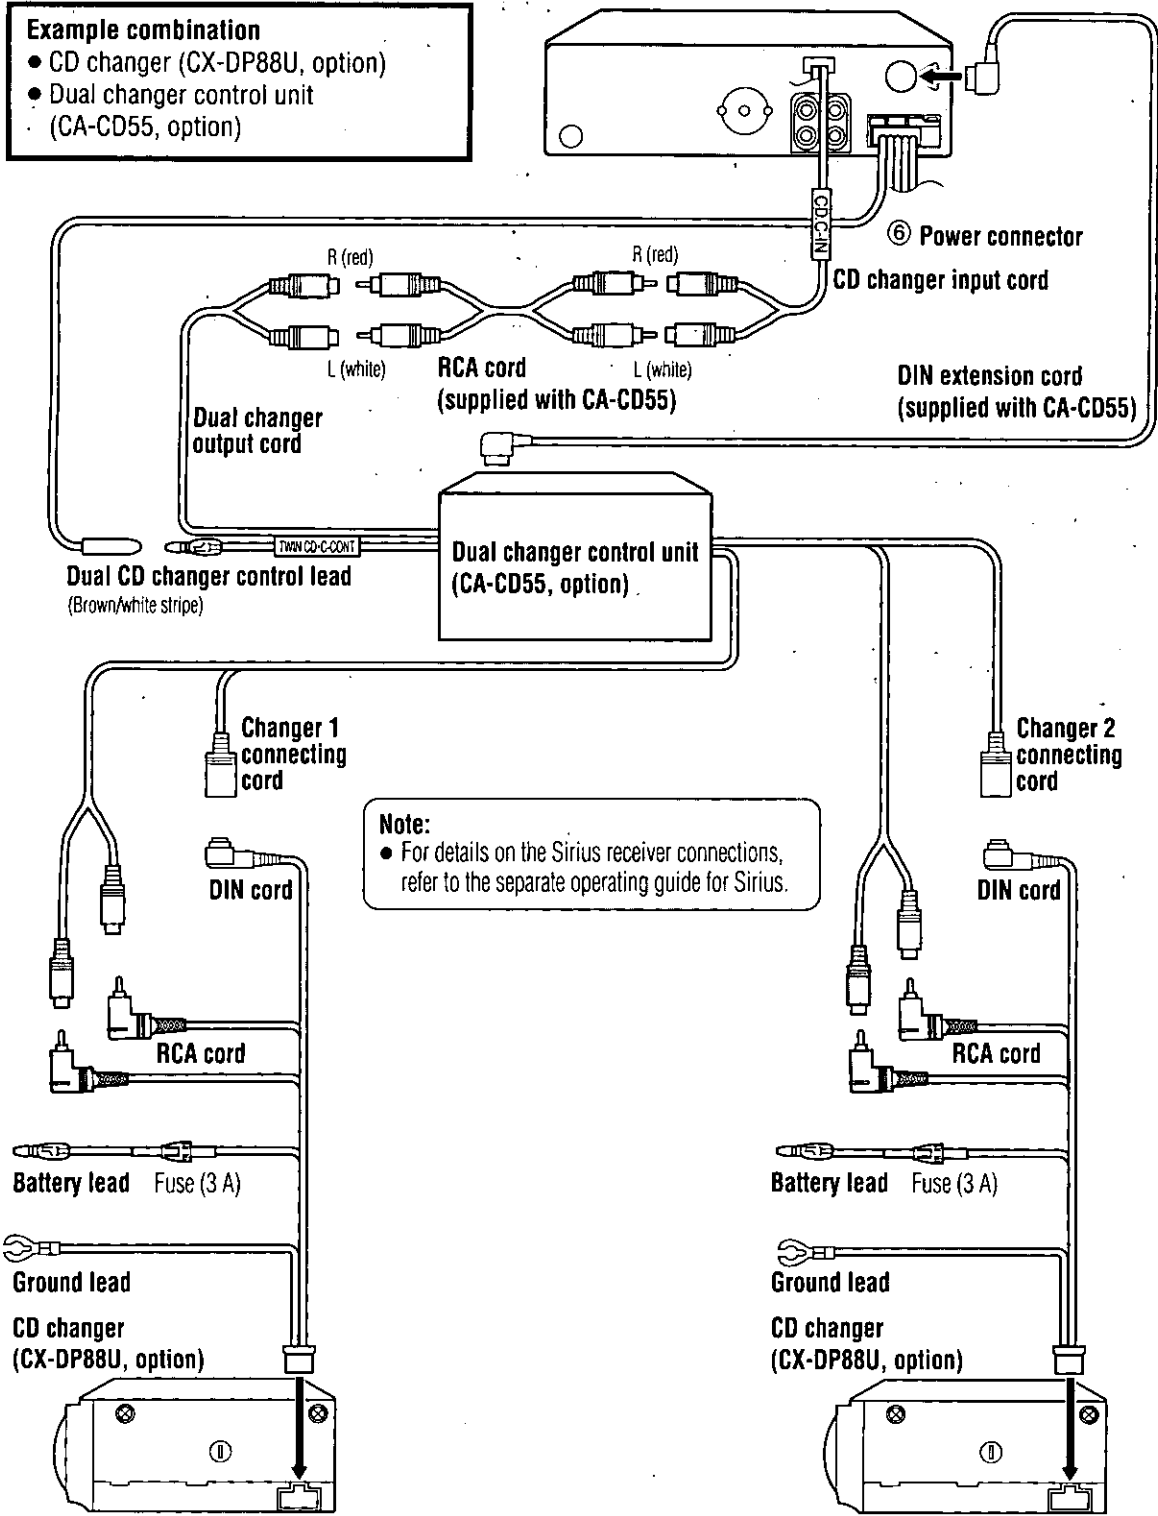 Example combination
● CD changer (CX-DP88U, option)
● Dual changer control unit
(CA-CD55, option)
CD·C-IN
⑥ Power connector
CD changer input cord
R (red)
R (red)
L (white)
L (white)
RCA cord
(supplied with CA-CD55)
DIN extension cord
(supplied with CA-CD55)
Dual changer
output cord
TWIN CD·C-CONT
Dual CD changer control lead
(Brown/white stripe)
Dual changer control unit
(CA-CD55, option)
Changer 1
connecting
cord
Changer 2
connecting
cord
Note:
● For details on the Sirius receiver connections,
refer to the separate operating guide for Sirius.
DIN cord
DIN cord
RCA cord
RCA cord
Battery lead Fuse (3 A)
Battery lead Fuse (3 A)
Ground lead
Ground lead
CD changer
(CX-DP88U, option)
CD changer
(CX-DP88U, option)